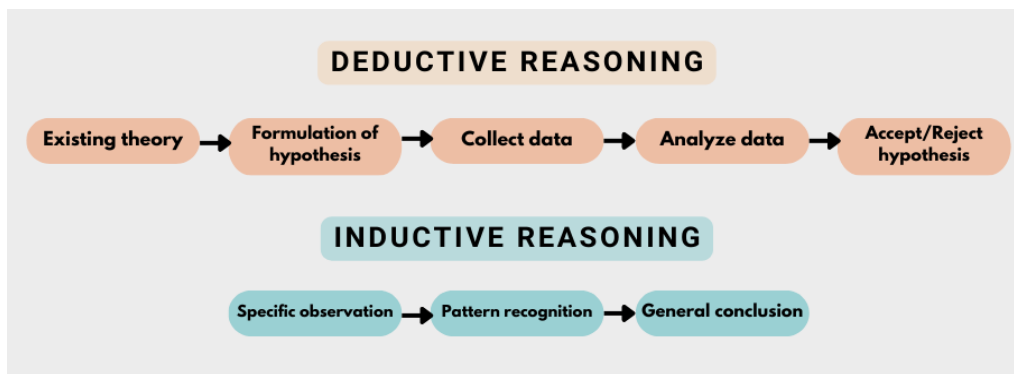 DEDUCTIVE REASONING
Existing theory
Formulation of
hypothesis
Collect data
Analyze data
Accept/Reject
hypothesis
INDUCTIVE REASONING
Specific observation
Pattern recognition
General conclusion